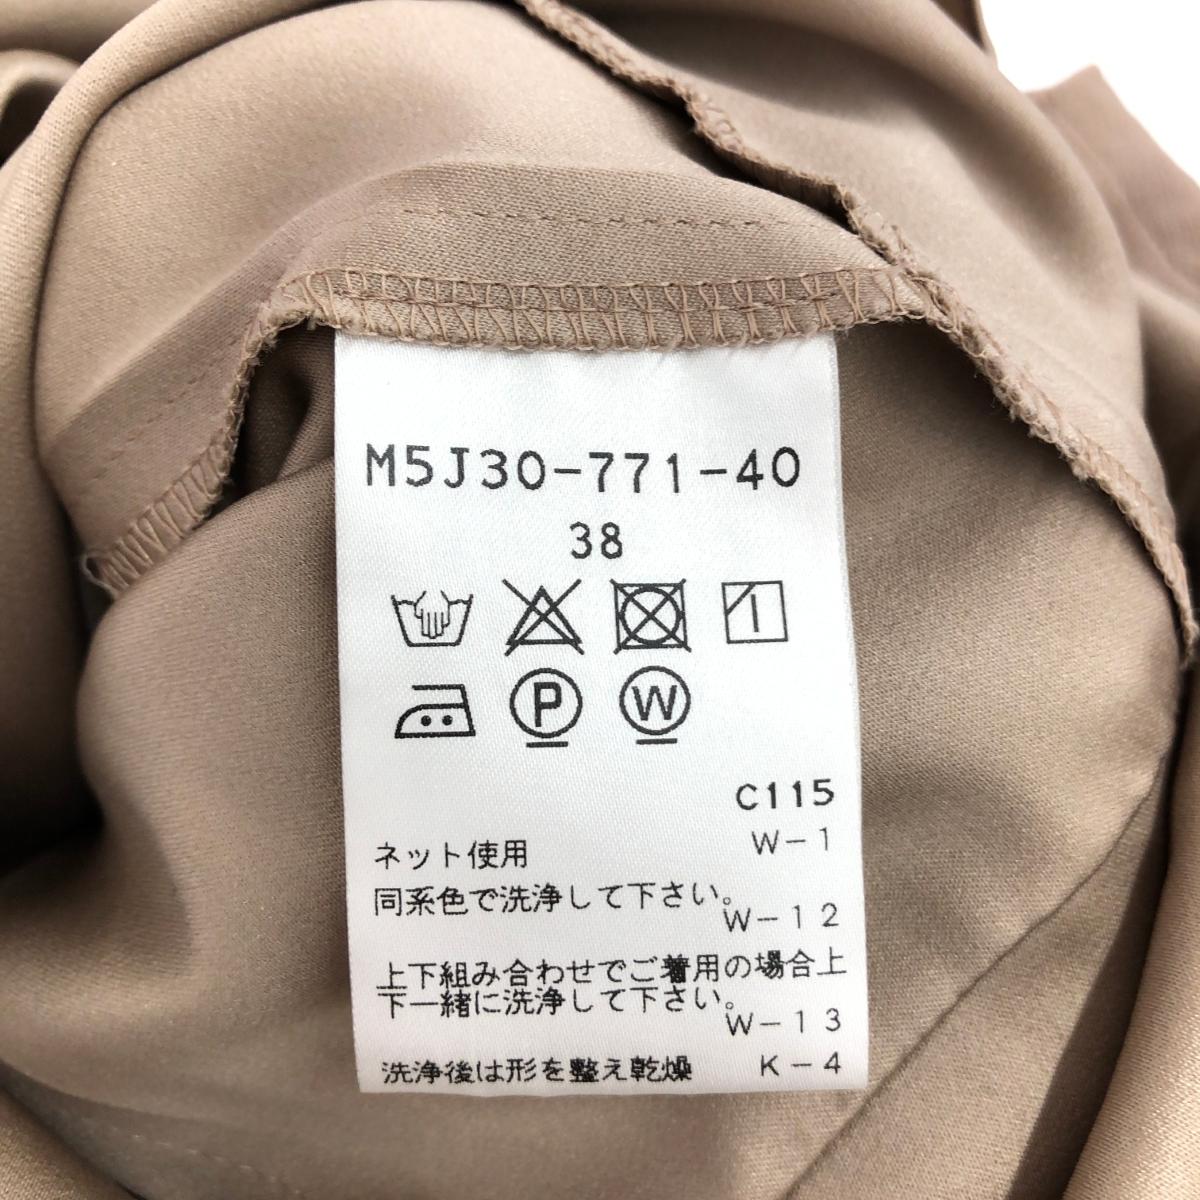 M5J30-771-40
38
P W
C115
W-1
ネット使用
同系色で洗浄して下さい。
W-12
上下組み合わせでご着用の場合上
下一緒に洗浄して下さい。
W-13
洗浄後は形を整え乾燥 K-4